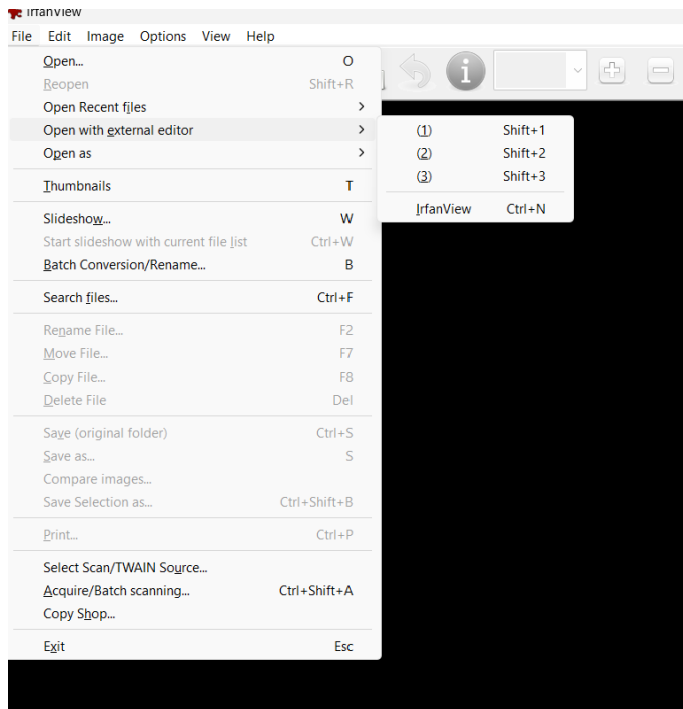 IrfanView
File Edit Image Options View Help
Open... O
Reopen Shift+R
Open Recent files >
Open with external editor >
(1) Shift+1
(2) Shift+2
(3) Shift+3
IrfanView Ctrl+N
Open as >
Thumbnails T
Slideshow... W
Start slideshow with current file list Ctrl+W
Batch Conversion/Rename... B
Search files... Ctrl+F
Rename File... F2
Move File... F7
Copy File... F8
Delete File Del
Save (original folder) Ctrl+S
Save as... S
Compare images...
Save Selection as... Ctrl+Shift+B
Print... Ctrl+P
Select Scan/TWAIN Source...
Acquire/Batch scanning... Ctrl+Shift+A
Copy Shop...
Exit Esc